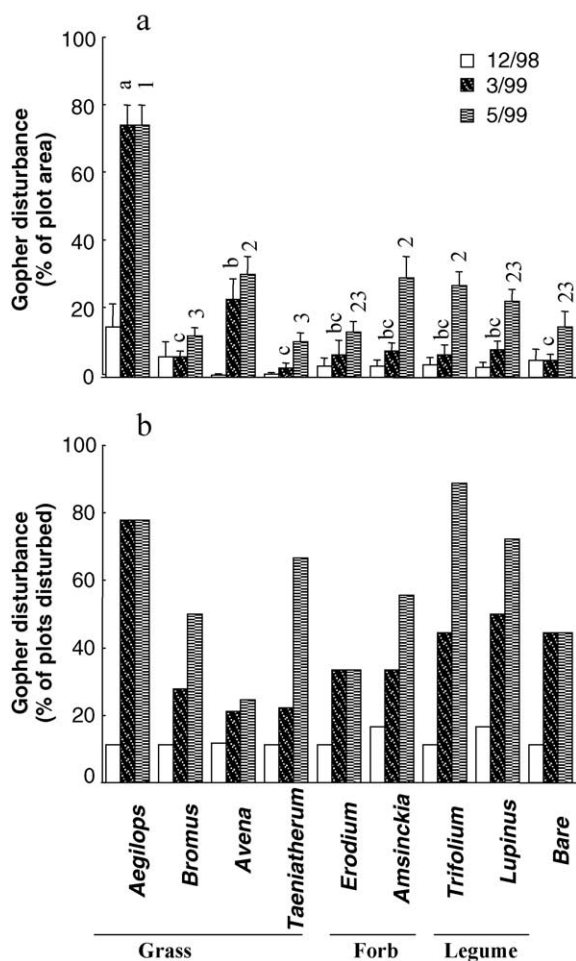 a
12/98
3/99
5/99
Gopher disturbance
(% of plot area)
100
80
60
40
20
0
a 1
c 3
b 2
c 3
bc 23
bc 2
bc 2
bc 23
c 23
b
Gopher disturbance
(% of plots disturbed)
100
80
60
40
20
0
Aegilops
Bromus
Avena
Taeniatherum
Erodium
Amsinckia
Trifolium
Lupinus
Bare
Grass Forb Legume